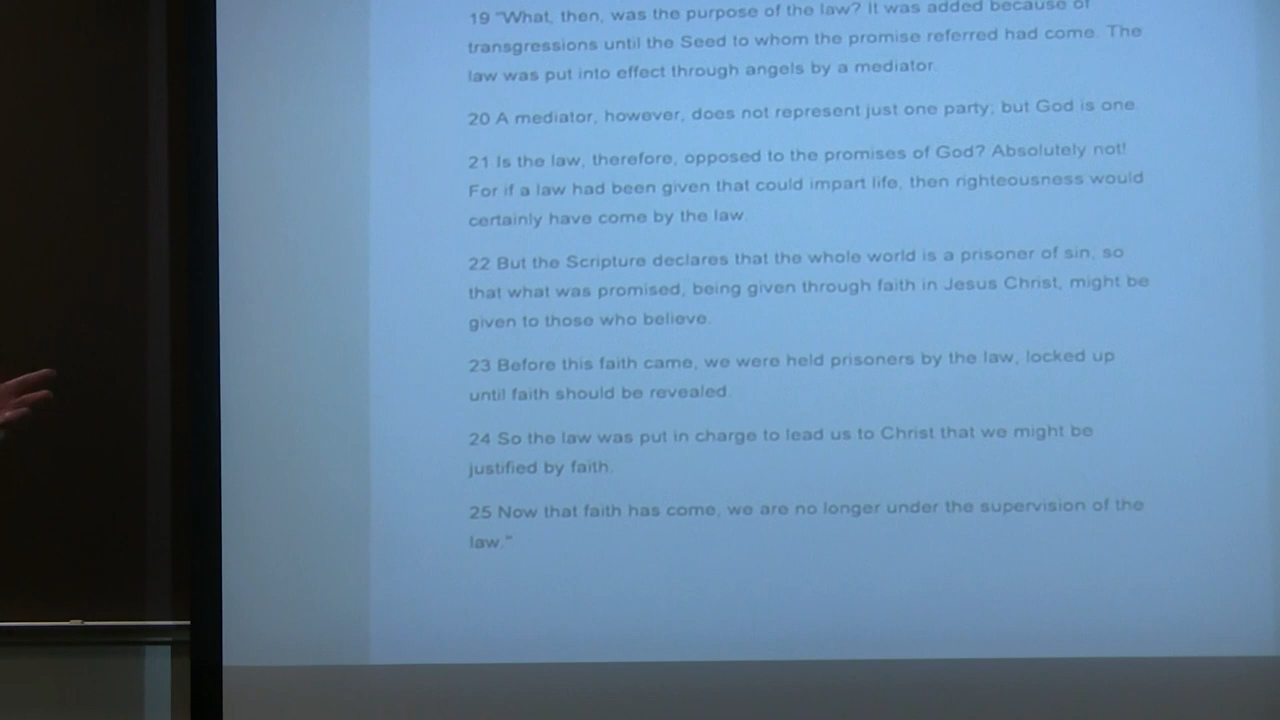 19 "What, then, was the purpose of the law? It was added because of
transgressions until the Seed to whom the promise referred had come. The
law was put into effect through angels by a mediator.
20 A mediator, however, does not represent just one party; but God is one.
21 Is the law, therefore, opposed to the promises of God? Absolutely not!
For if a law had been given that could impart life, then righteousness would
certainly have come by the law.
22 But the Scripture declares that the whole world is a prisoner of sin, so
that what was promised, being given through faith in Jesus Christ, might be
given to those who believe.
23 Before this faith came, we were held prisoners by the law, locked up
until faith should be revealed.
24 So the law was put in charge to lead us to Christ that we might be
justified by faith.
25 Now that faith has come, we are no longer under the supervision of the
law."